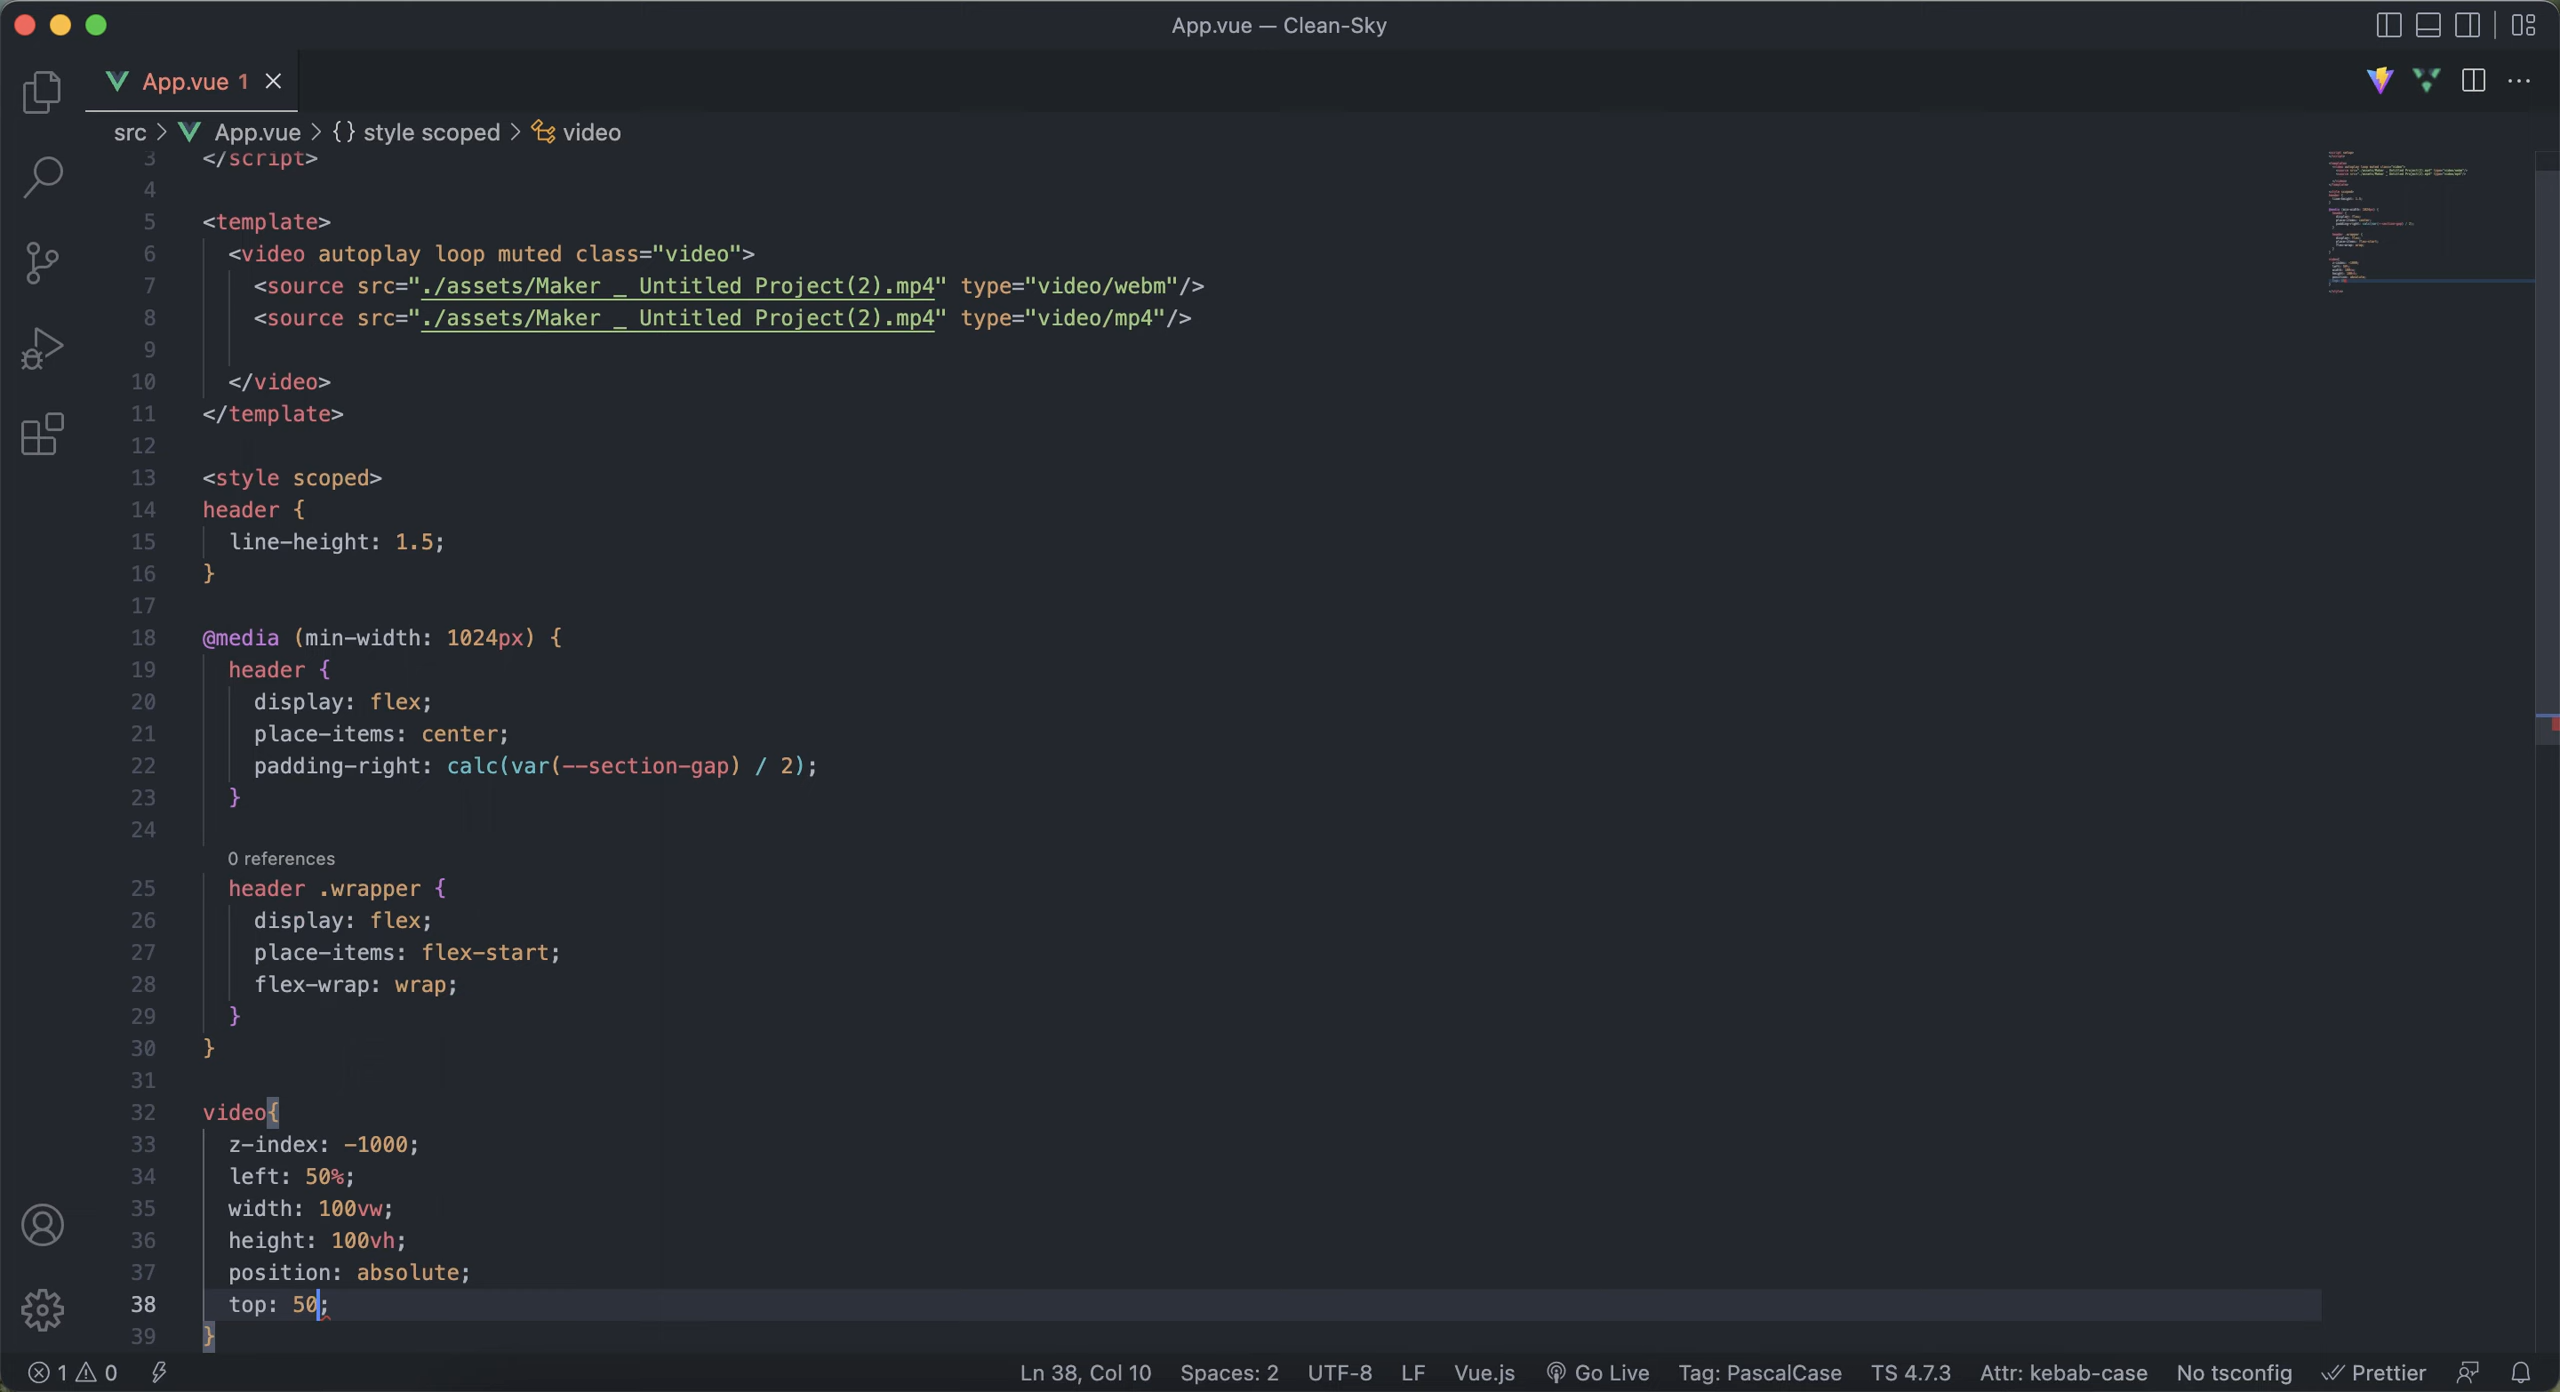 App.vue — Clean-Sky
App.vue 1
src > App.vue > {} style scoped > video
3 </script>
4
5 <template>
6 <video autoplay loop muted class="video">
7 <source src="./assets/Maker _ Untitled Project(2).mp4" type="video/webm"/>
8 <source src="./assets/Maker _ Untitled Project(2).mp4" type="video/mp4"/>
9
10 </video>
11 </template>
12
13 <style scoped>
14 header {
15 line-height: 1.5;
16 }
17
18 @media (min-width: 1024px) {
19 header {
20 display: flex;
21 place-items: center;
22 padding-right: calc(var(--section-gap) / 2);
23 }
24
0 references
25 header .wrapper {
26 display: flex;
27 place-items: flex-start;
28 flex-wrap: wrap;
29 }
30 }
31
32 video{
33 z-index: -1000;
34 left: 50%;
35 width: 100vw;
36 height: 100vh;
37 position: absolute;
38 top: 50;
39 }
1 0 Ln 38, Col 10 Spaces: 2 UTF-8 LF Vue.js Go Live Tag: PascalCase TS 4.7.3 Attr: kebab-case No tsconfig Prettier